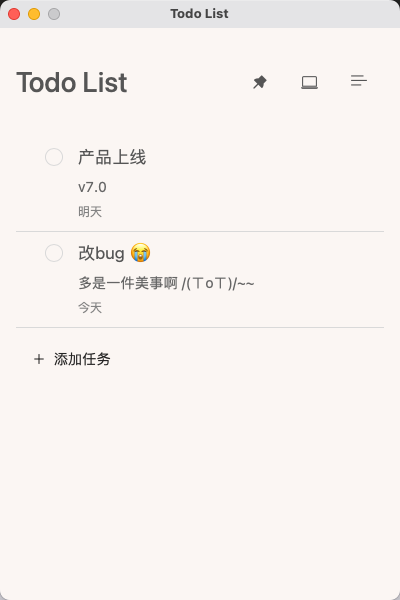 Todo List
Todo List
产品上线
v7.0
明天
改bug 😭
多是一件美事啊 /(ㄒoㄒ)/~~
今天
+ 添加任务